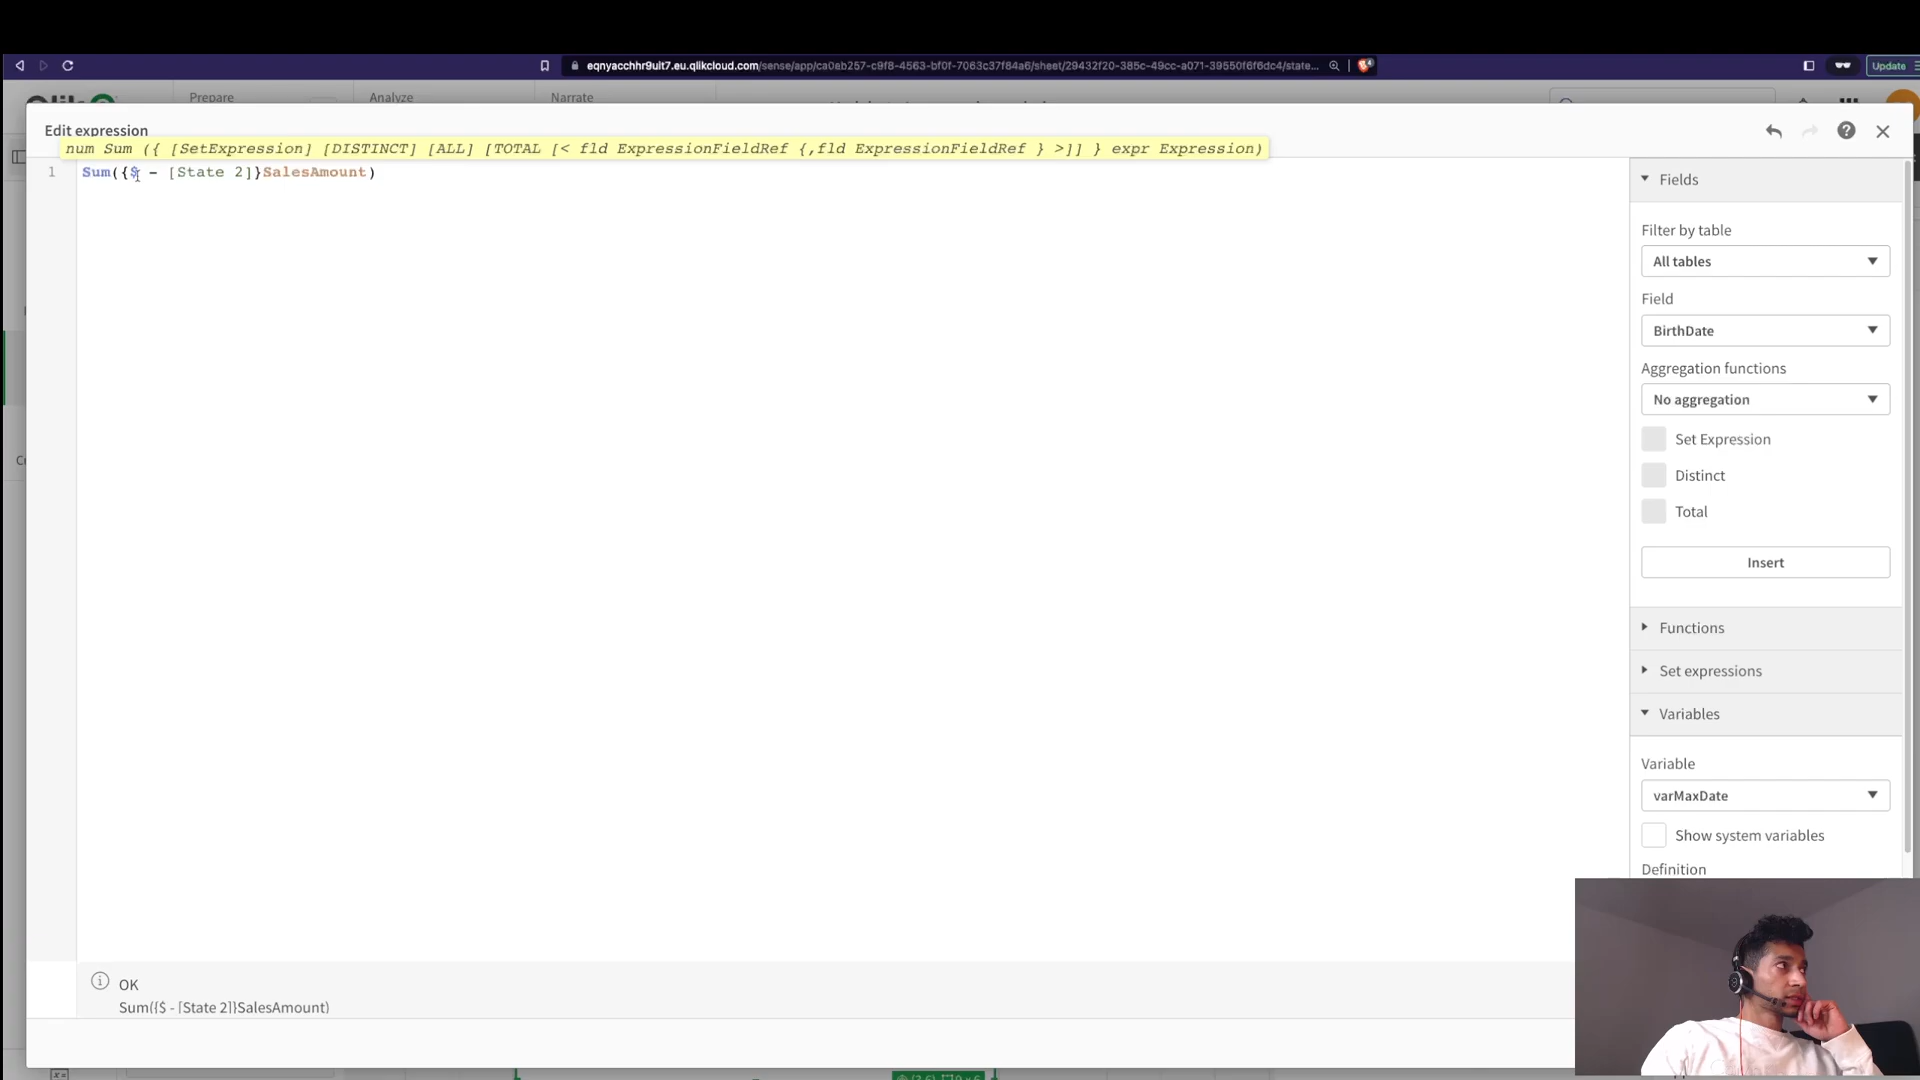 eqnyacchhr9ult7.eu.qlikcloud.com/sense/app/ca0ab257-c9f8-4563-bf0f-7063c37f84a6/sheet/29432f20-385c-49cc-a071-39550f6f6dc4/state...
Update
Prepare
Analyze
Narrate
Edit expression
num Sum ({ [SetExpression] [DISTINCT] [ALL] [TOTAL [< fld ExpressionFieldRef {,fld ExpressionFieldRef } >]] } expr Expression)
1
Sum({$ - [State 2]}SalesAmount)
Fields
Filter by table
All tables
Field
BirthDate
Aggregation functions
No aggregation
Set Expression
Distinct
Total
Insert
Functions
Set expressions
Variables
Variable
varMaxDate
Show system variables
Definition
OK
Sum({$ - [State 2]}SalesAmount)